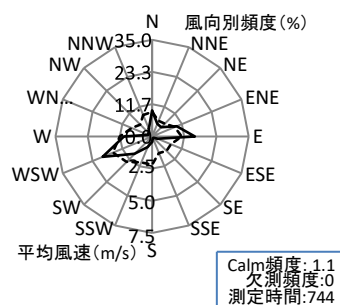 N
風向別頻度(%)
35.0
NNW
NNE
NW
23.3
NE
WN...
11.7
ENE
W
0.0
E
WSW
2.5
ESE
SW
5.0
SE
SSW
SSE
平均風速(m/s)
7.5
S
Calm頻度: 1.1
欠測頻度:0
測定時間:744